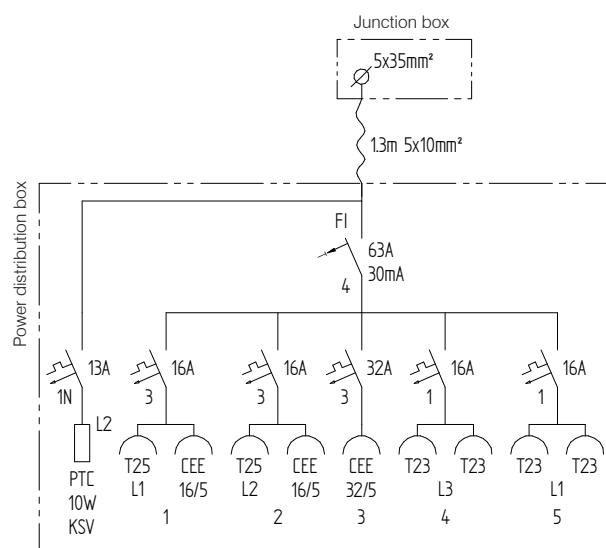 Junction box
5x35mm²
1.3m 5x10mm²
Power distribution box
FI
63A
30mA
4
13A
16A
16A
32A
16A
16A
1N
3
3
3
1
1
L2
PTC
10W
KSV
T25
CEE
T25
CEE
CEE
T23
T23
T23
T23
L1
16/5
L2
16/5
32/5
L3
L1
1
2
3
4
5